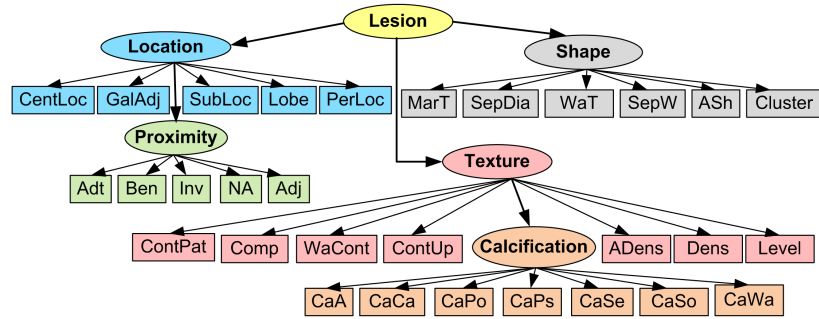 Lesion
Location
Shape
CentLoc GalAdj SubLoc Lobe PerLoc
MarT SepDia WaT SepW ASh Cluster
Proximity
Texture
Adt Ben Inv NA Adj
ContPat Comp WaCont ContUp Calcification ADens Dens Level
CaA CaCa CaPo CaPs CaSe CaSo CaWa